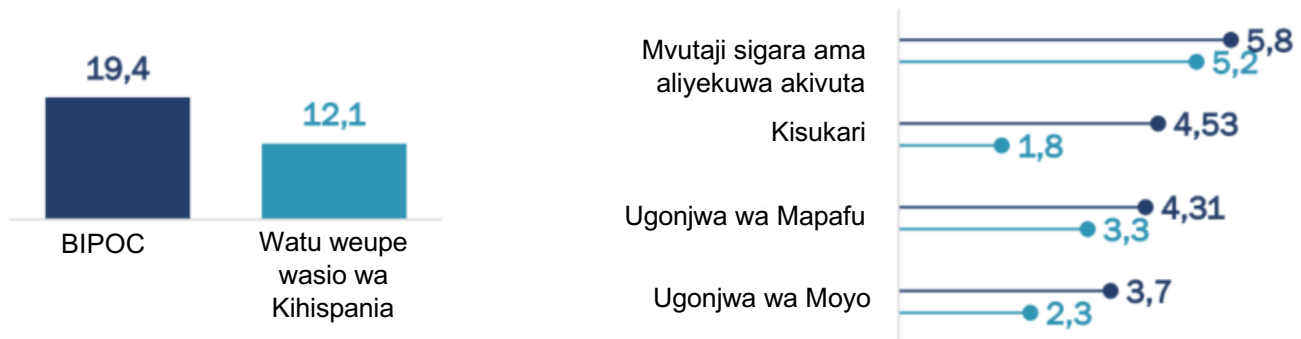 19,4
12,1
BIPOC
Watu weupe
wasio wa
Kihispania
Mvutaji sigara ama
aliyekuwa akivuta
5,8
5,2
Kisukari
4,53
1,8
Ugonjwa wa Mapafu
4,31
3,3
Ugonjwa wa Moyo
3,7
2,3